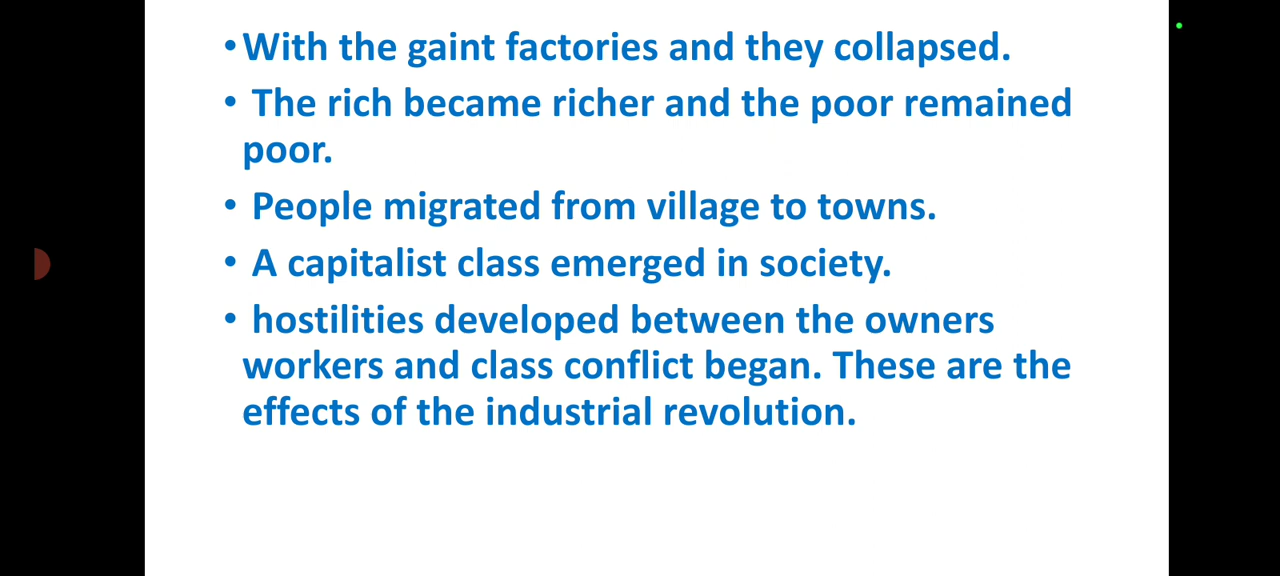 •With the gaint factories and they collapsed.
• The rich became richer and the poor remained
poor.
• People migrated from village to towns.
• A capitalist class emerged in society.
• hostilities developed between the owners
workers and class conflict began. These are the
effects of the industrial revolution.